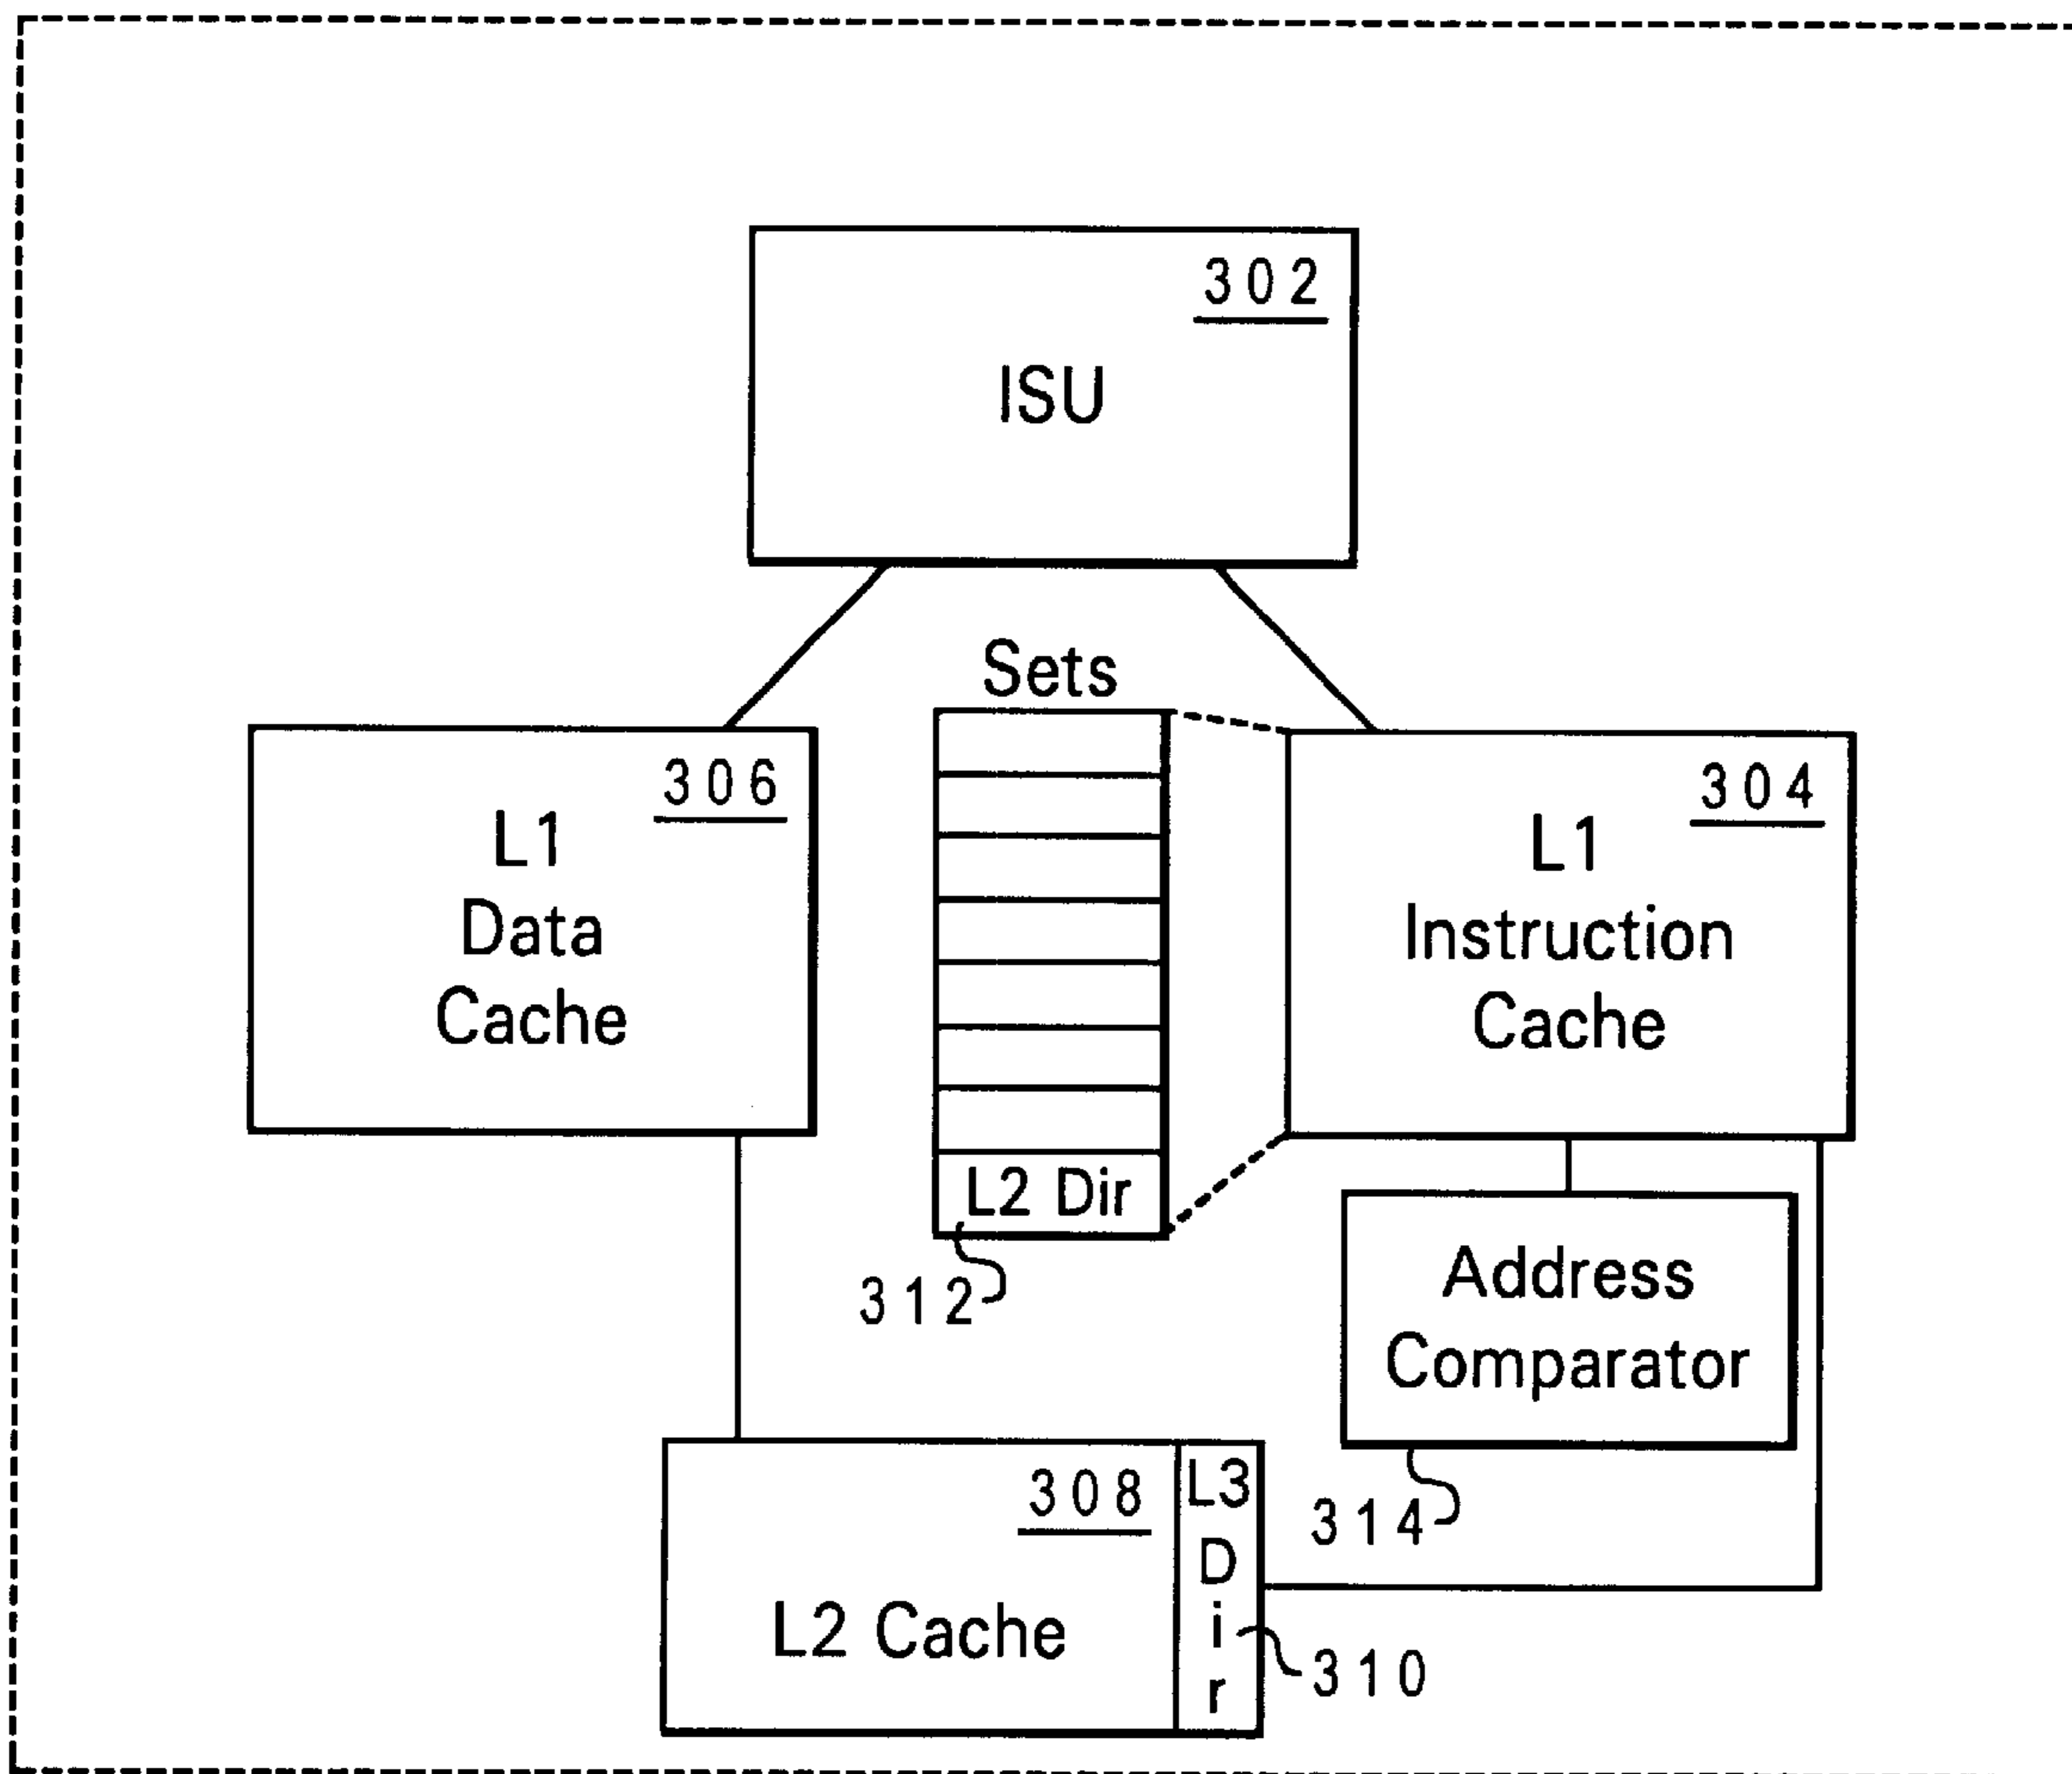 302
ISU
Sets
306
L1
Data
Cache
304
L1
Instruction
Cache
L2 Dir
312
Address
Comparator
314
308
L2 Cache
L3
D
i
r
310